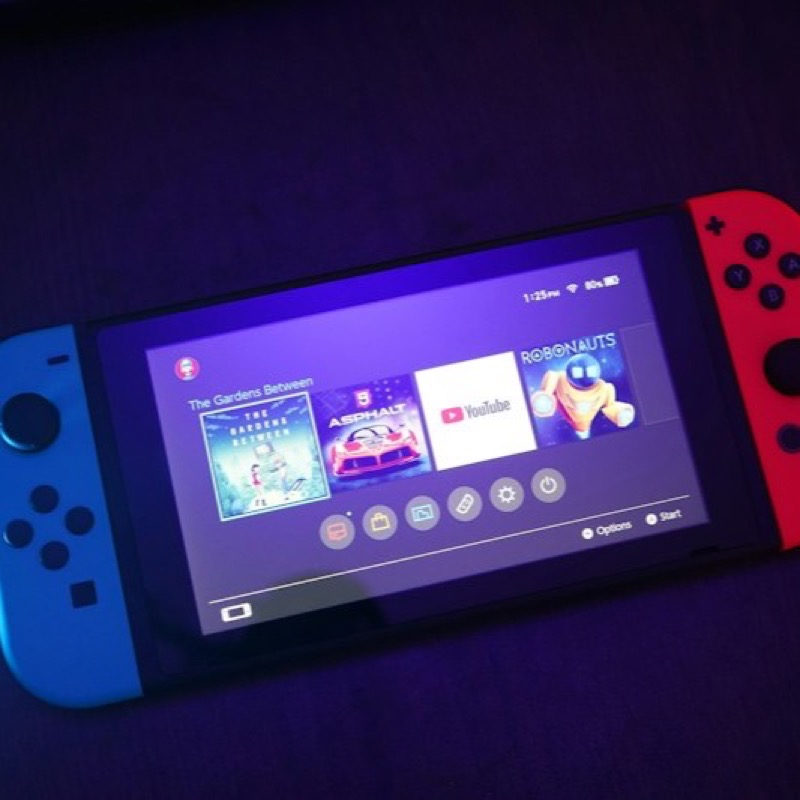 1:25PM 80%
The Gardens Between
THE
GARDENS
BETWEEN
5
ASPHALT
YouTube
ROBONAUTS
Options Start
X
Y
A
B